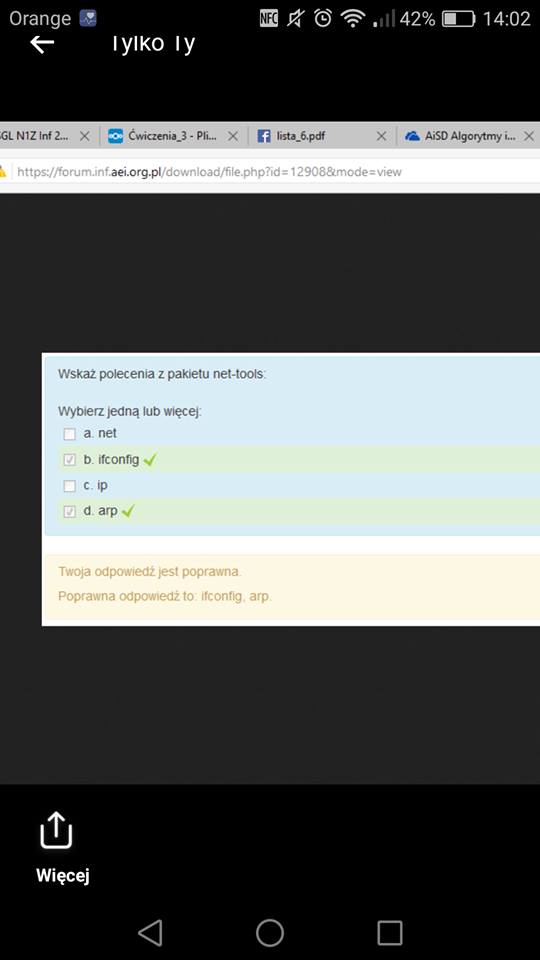 Orange NFC 42% 14:02
Tylko Ty
GL N1Z Inf 2... Ćwiczenia_3 - Pli... lista_6.pdf AiSD Algorytmy i...
https://forum.inf.aei.org.pl/download/file.php?id=12908&mode=view
Wskaż polecenia z pakietu net-tools:
Wybierz jedną lub więcej:
a. net
b. ifconfig
c. ip
d. arp
Twoja odpowiedź jest poprawna.
Poprawna odpowiedź to: ifconfig, arp.
Więcej